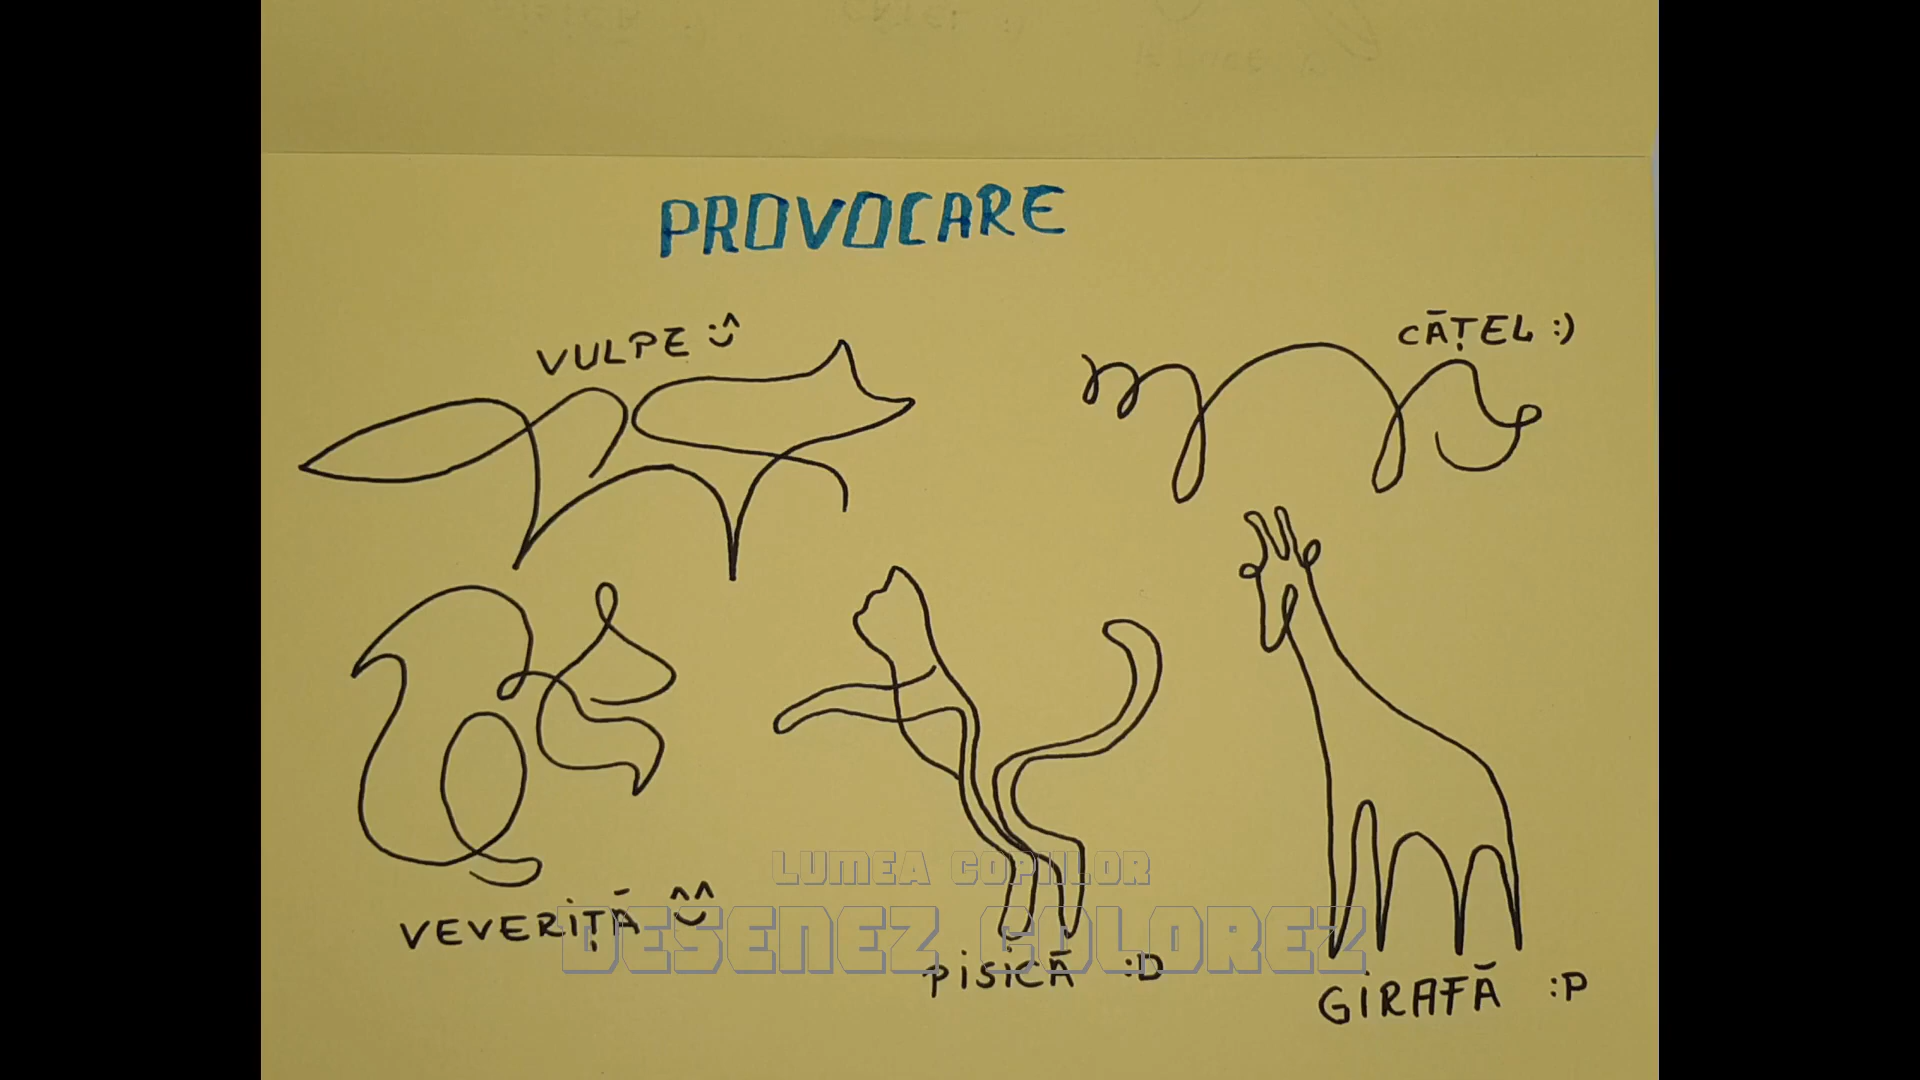 PROVOCARE
VULPE :^
CĂȚEL :)
VEVERIȚĂ ^^
PISICĂ :D
GIRAFĂ :P
LUMEA COPIILOR
DESENEZ COLOREZ